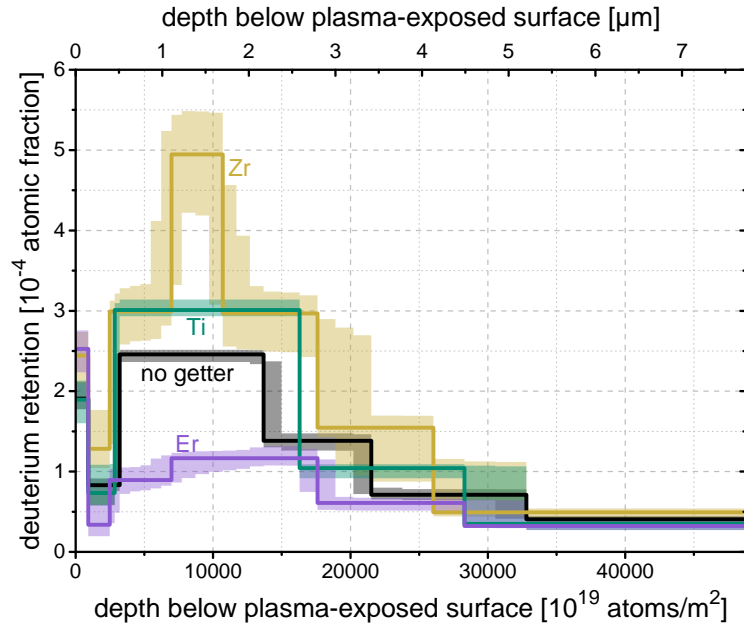 depth below plasma-exposed surface [µm]
0 1 2 3 4 5 6 7
deuterium retention [10⁻⁴ atomic fraction]
6
5
4
3
2
1
0
Zr
Ti
no getter
Er
0 10000 20000 30000 40000
depth below plasma-exposed surface [10¹⁹ atoms/m²]